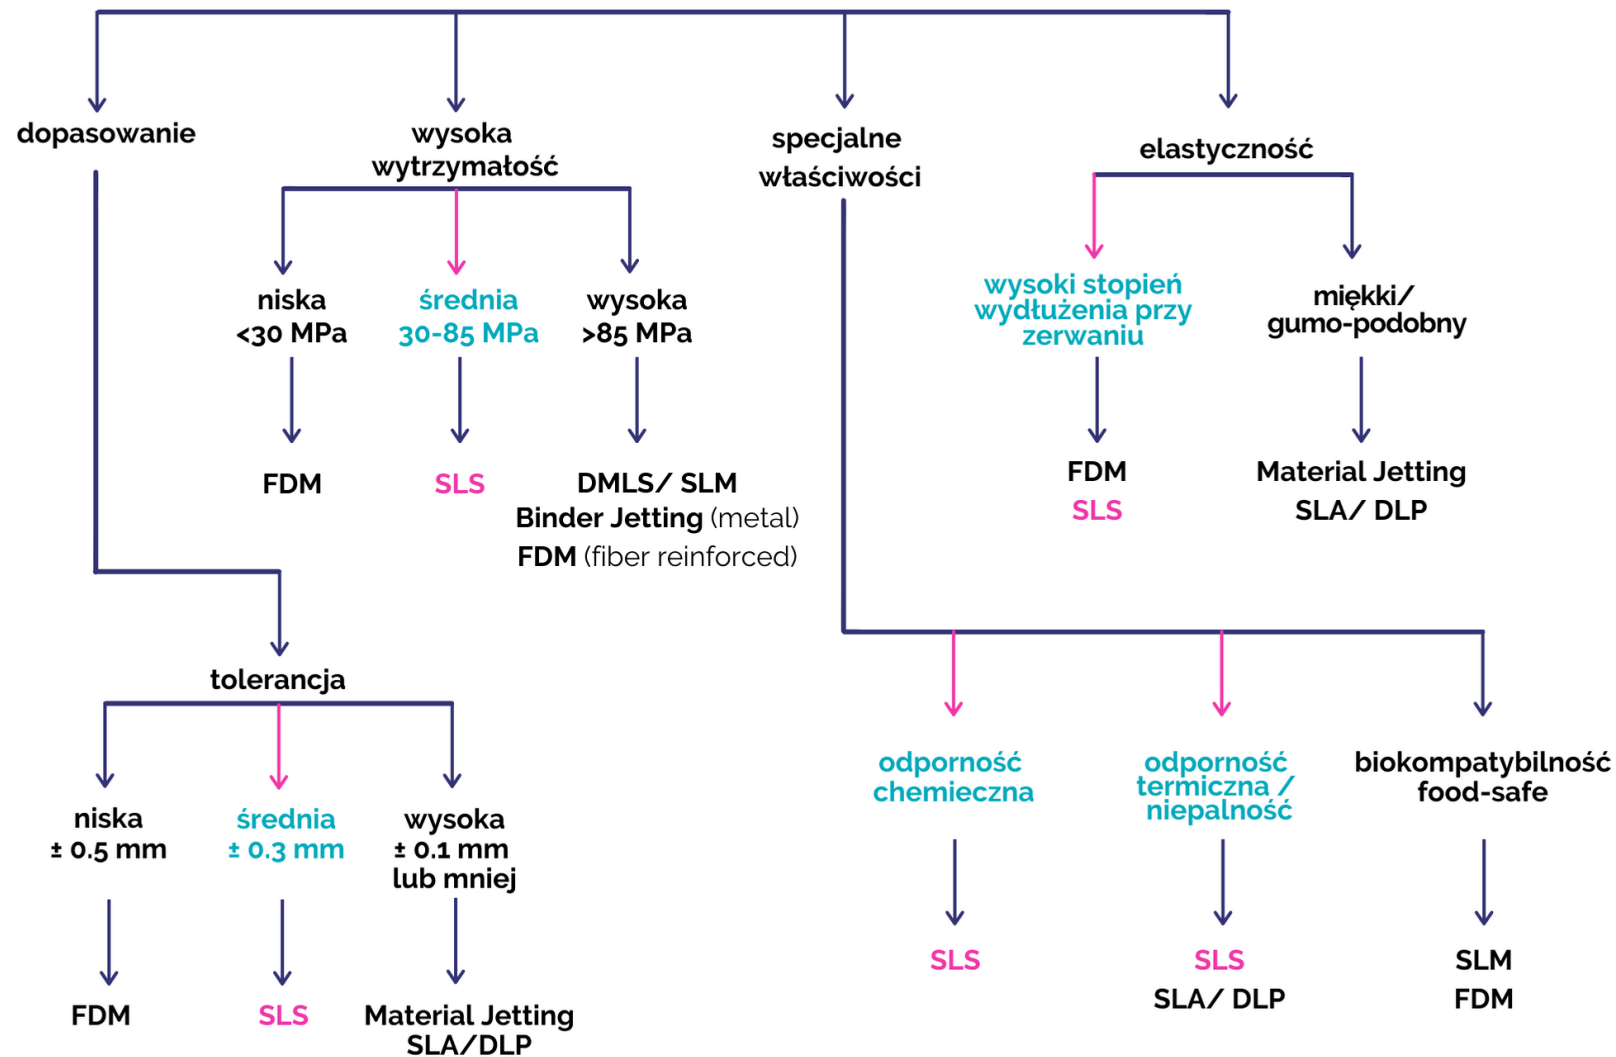 dopasowanie
wysoka
wytrzymałość
specjalne
właściwości
elastyczność
niska
<30 MPa
średnia
30-85 MPa
wysoka
>85 MPa
wysoki stopień
wydłużenia przy
zerwaniu
miękki/
gumo-podobny
FDM
SLS
DMLS/ SLM
Binder Jetting (metal)
FDM (fiber reinforced)
FDM
SLS
Material Jetting
SLA/ DLP
tolerancja
niska
± 0.5 mm
średnia
± 0.3 mm
wysoka
± 0.1 mm
lub mniej
odporność
chemieczna
odporność
termiczna /
niepalność
biokompatybilność
food-safe
FDM
SLS
Material Jetting
SLA/DLP
SLS
SLS
SLA/ DLP
SLM
FDM